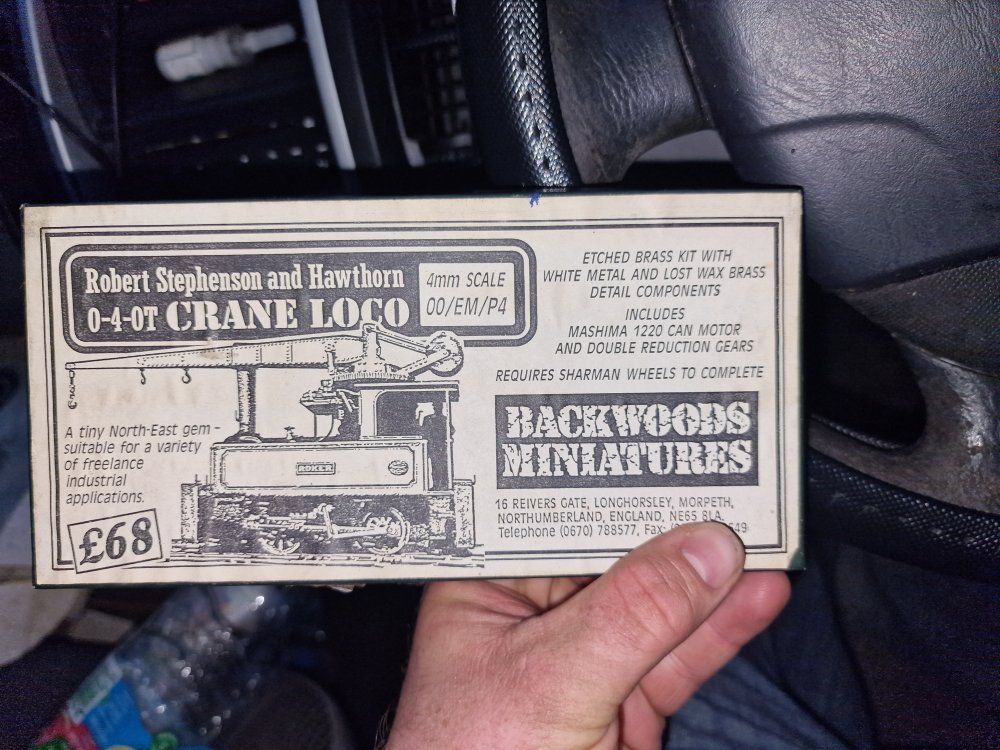 Robert Stephenson and Hawthorn
0-4-0T CRANE LOCO
4mm SCALE
00/EM/P4
A tiny North-East gem -
suitable for a variety
of freelance
industrial
applications.
£68
ROKER
ETCHED BRASS KIT WITH
WHITE METAL AND LOST WAX BRASS
DETAIL COMPONENTS
INCLUDES
MASHIMA 1220 CAN MOTOR
AND DOUBLE REDUCTION GEARS
REQUIRES SHARMAN WHEELS TO COMPLETE
BACKWOODS
MINIATURES
16 REIVERS GATE, LONGHORSLEY, MORPETH,
NORTHUMBERLAND, ENGLAND, NE65 8LA.
Telephone (0670) 788577, Fax: